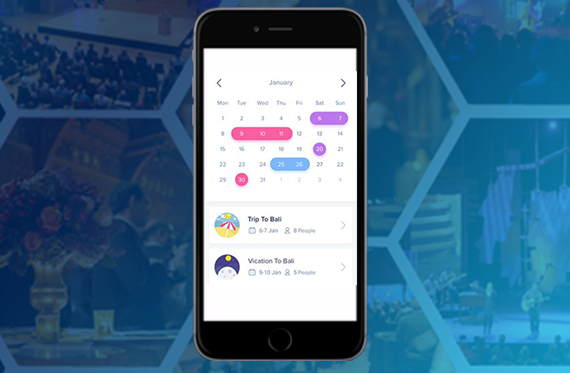 January
Mon Tue Wed Thu Fri Sat Sun
1 2 3 4 5 6 7
8 9 10 11 12 13 14
15 16 17 18 19 20 21
22 23 24 25 26 27 28
29 30 31 1 2 3 4
Trip To Bali
6-7 Jan 8 People
Vication To Bali
9-10 Jan 5 People